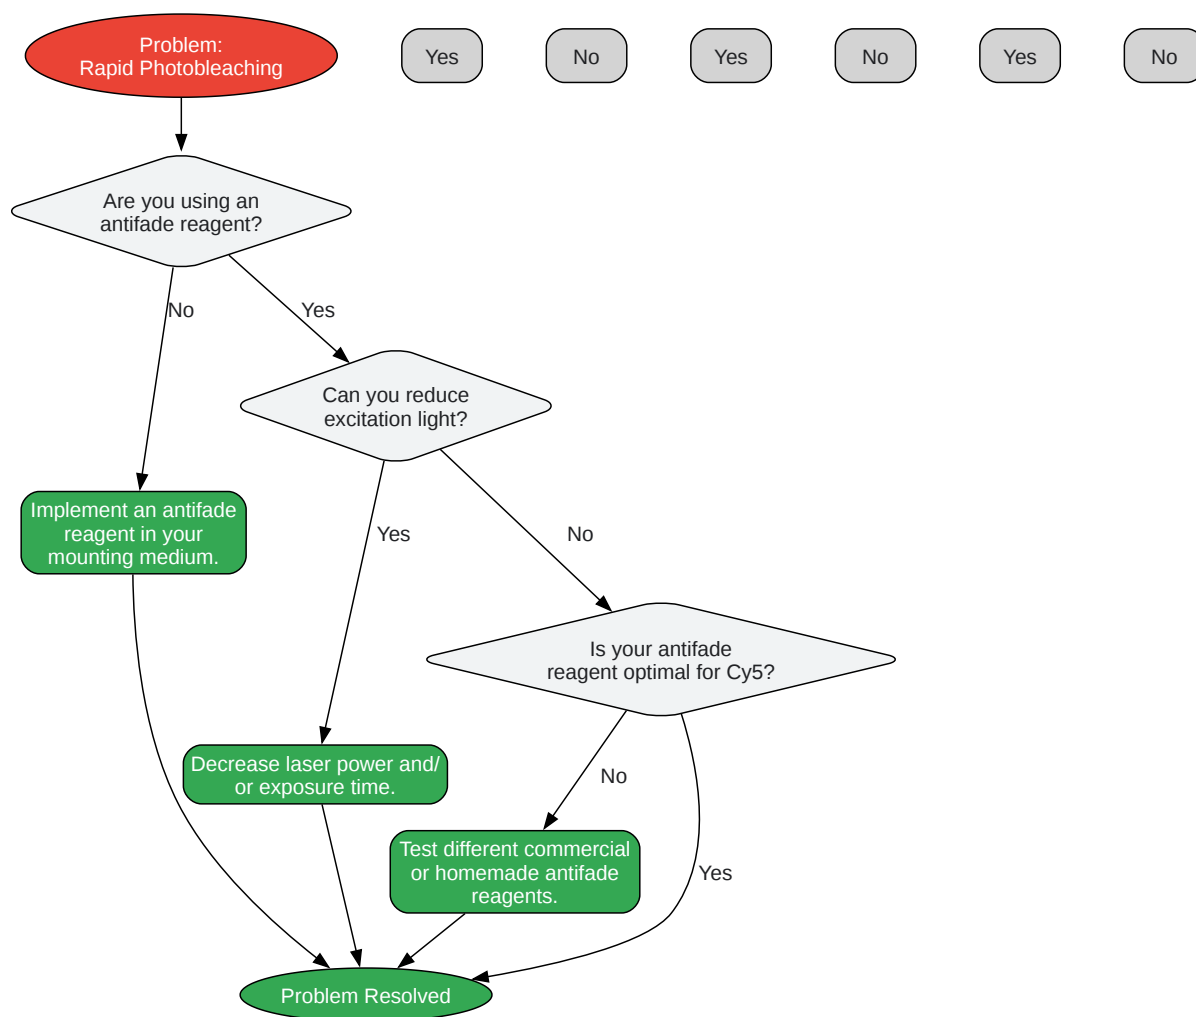 Problem:
Rapid Photobleaching
Yes
No
Yes
No
Yes
No
Are you using an
antifade reagent?
No
Yes
Can you reduce
excitation light?
Implement an antifade
reagent in your
mounting medium.
Yes
No
Is your antifade
reagent optimal for Cy5?
Decrease laser power and/
or exposure time.
No
Test different commercial
or homemade antifade
reagents.
Yes
Problem Resolved